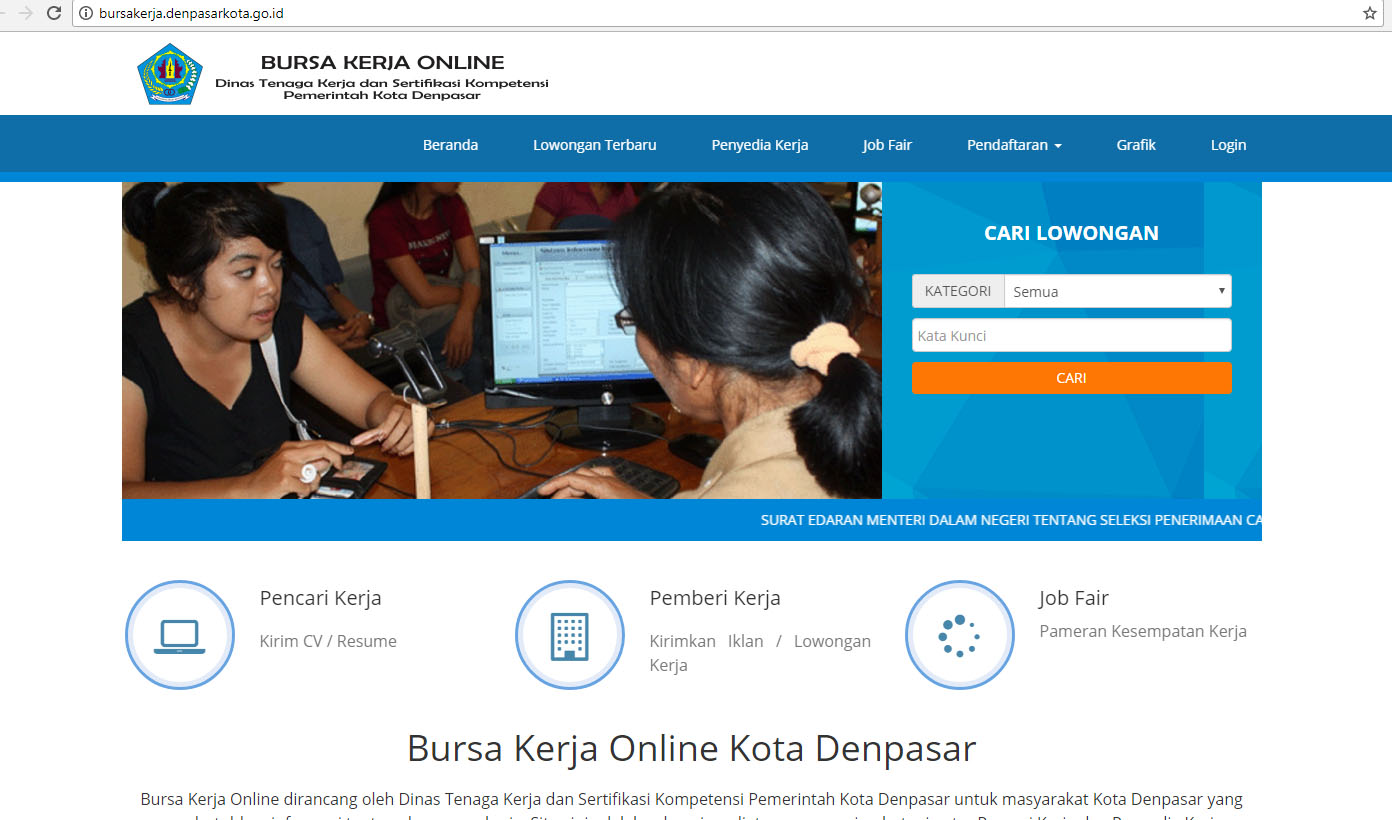 bursakerja.denpasarkota.go.id
BURSA KERJA ONLINE
Dinas Tenaga Kerja dan Sertifikasi Kompetensi
Pemerintah Kota Denpasar
Beranda Lowongan Terbaru Penyedia Kerja Job Fair Pendaftaran Grafik Login
CARI LOWONGAN
KATEGORI Semua
Kata Kunci
CARI
SURAT EDARAN MENTERI DALAM NEGERI TENTANG SELEKSI PENERIMAAN CA
Pencari Kerja
Kirim CV / Resume
Pemberi Kerja
Kirimkan Iklan / Lowongan
Kerja
Job Fair
Pameran Kesempatan Kerja
Bursa Kerja Online Kota Denpasar
Bursa Kerja Online dirancang oleh Dinas Tenaga Kerja dan Sertifikasi Kompetensi Pemerintah Kota Denpasar untuk masyarakat Kota Denpasar yang